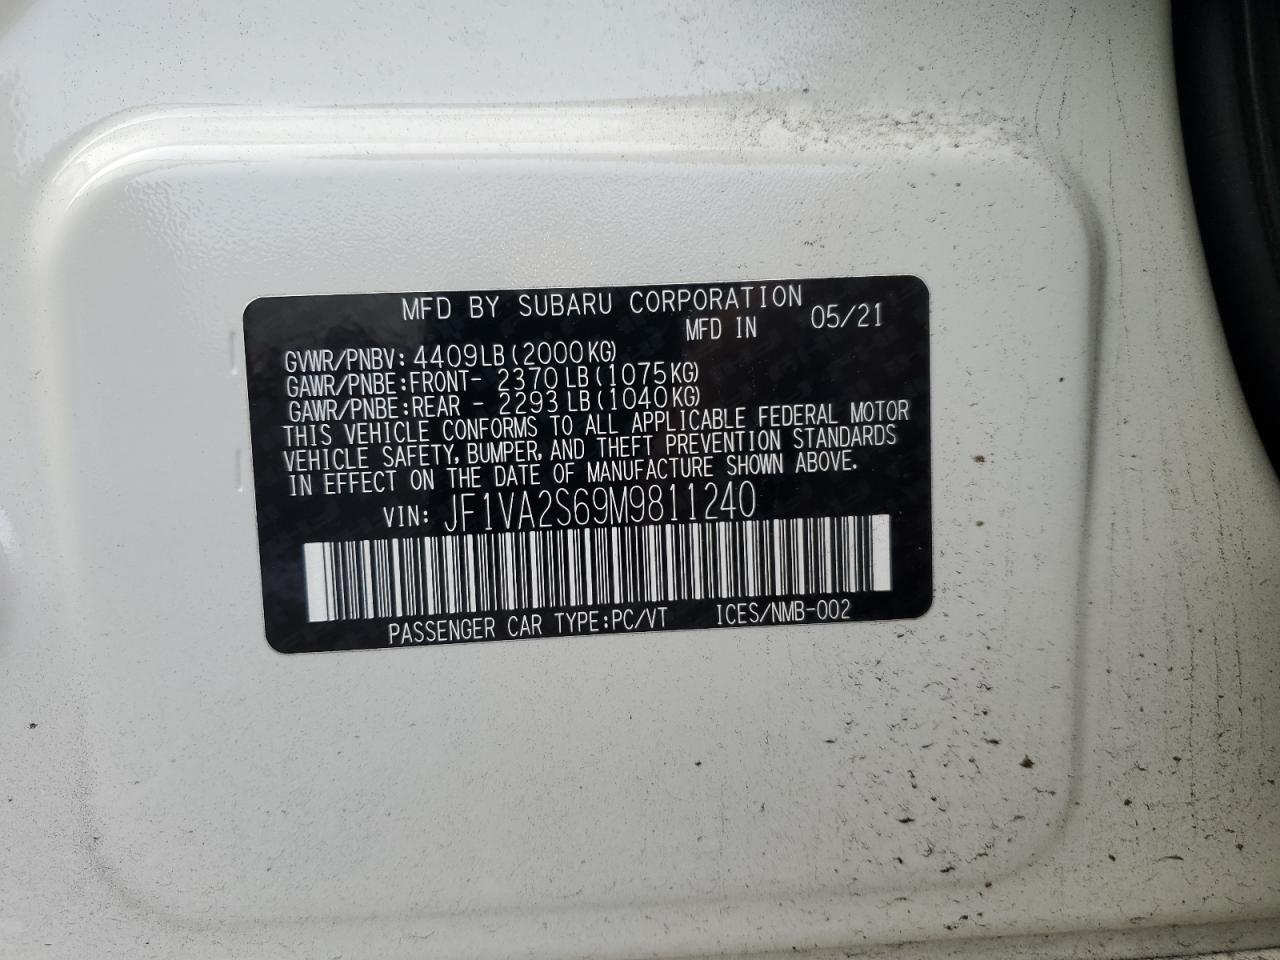 MFD BY SUBARU CORPORATION
MFD IN 05/21
GVWR/PNBV: 4409LB(2000KG)
GAWR/PNBE:FRONT- 2370LB(1075KG)
GAWR/PNBE:REAR - 2293LB(1040KG)
THIS VEHICLE CONFORMS TO ALL APPLICABLE FEDERAL MOTOR
VEHICLE SAFETY, BUMPER, AND THEFT PREVENTION STANDARDS
IN EFFECT ON THE DATE OF MANUFACTURE SHOWN ABOVE.
VIN: JF1VA2S69M9811240
PASSENGER CAR TYPE:PC/VT ICES/NMB-002